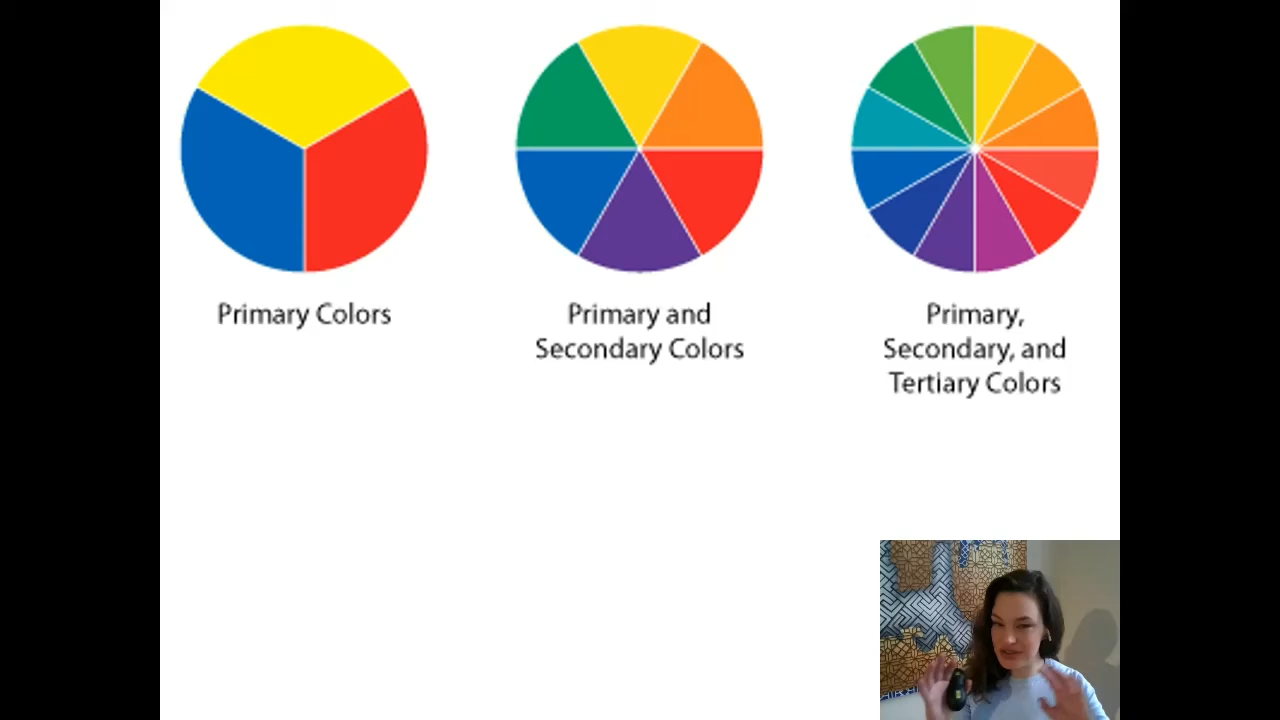 Primary Colors
Primary and
Secondary Colors
Primary,
Secondary, and
Tertiary Colors